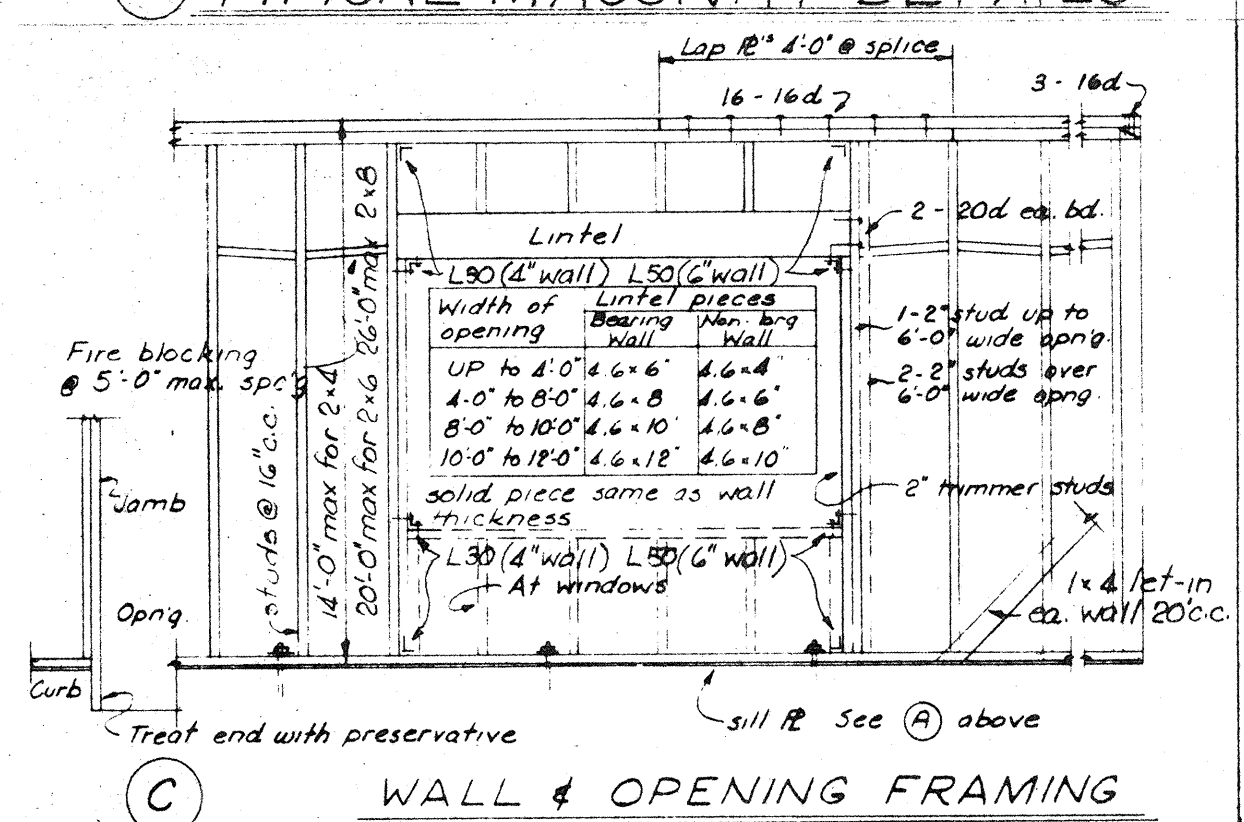 TYPICAL MASONRY DETAILS
Lap PL's 4'-0" @ splice
16 - 16d
3 - 16d
2 - 20d ea. bd.
Lintel
L30 (4" wall) L50 (6" wall)
Width of opening
Lintel pieces
Bearing Wall
Non. brg Wall
UP to 4'-0" 4.6 x 6" 4.6 x 4"
4'-0" to 8'-0" 4.6 x 8 4.6 x 6"
8'-0" to 10'-0" 4.6 x 10' 4.6 x 8"
10'-0" to 12'-0" 4.6 x 12" 4.6 x 10"
solid piece same as wall
thickness
L30 (4" wall) L50 (6" wall)
At windows
Fire blocking
@ 5'-0" max. spc'g
studs @ 16" c.c.
14'-0" max for 2x4
20'-0" max for 2x6 26'-0" max 2x8
1-2" stud up to
6'-0" wide opn'g.
2-2" studs over
6'-0" wide opng.
2" trimmer studs
1x4 let-in
ea. wall 20' c.c.
Jamb
Opn'g.
Curb
Treat end with preservative
sill PL See A above
C
WALL & OPENING FRAMING